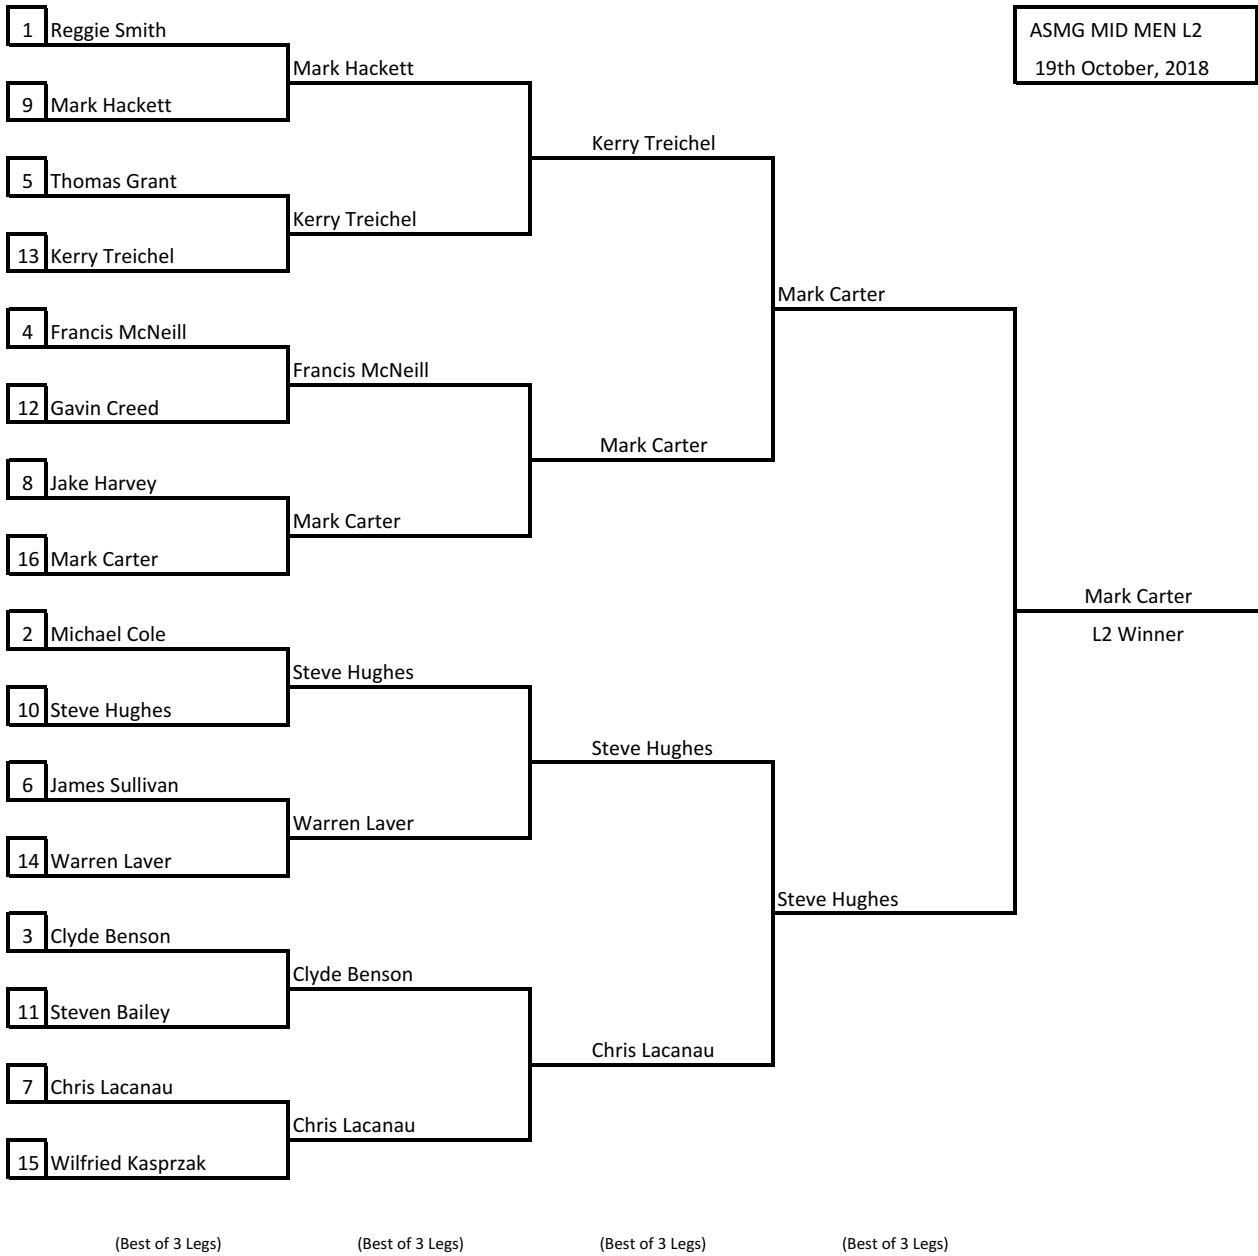 1 Reggie Smith
ASMG MID MEN L2
19th October, 2018
Mark Hackett
9 Mark Hackett
Kerry Treichel
5 Thomas Grant
Kerry Treichel
13 Kerry Treichel
Mark Carter
4 Francis McNeill
Francis McNeill
12 Gavin Creed
Mark Carter
8 Jake Harvey
Mark Carter
16 Mark Carter
Mark Carter
L2 Winner
2 Michael Cole
Steve Hughes
10 Steve Hughes
Steve Hughes
6 James Sullivan
Warren Laver
14 Warren Laver
Steve Hughes
3 Clyde Benson
Clyde Benson
11 Steven Bailey
Chris Lacanau
7 Chris Lacanau
Chris Lacanau
15 Wilfried Kasprzak
(Best of 3 Legs) (Best of 3 Legs) (Best of 3 Legs) (Best of 3 Legs)